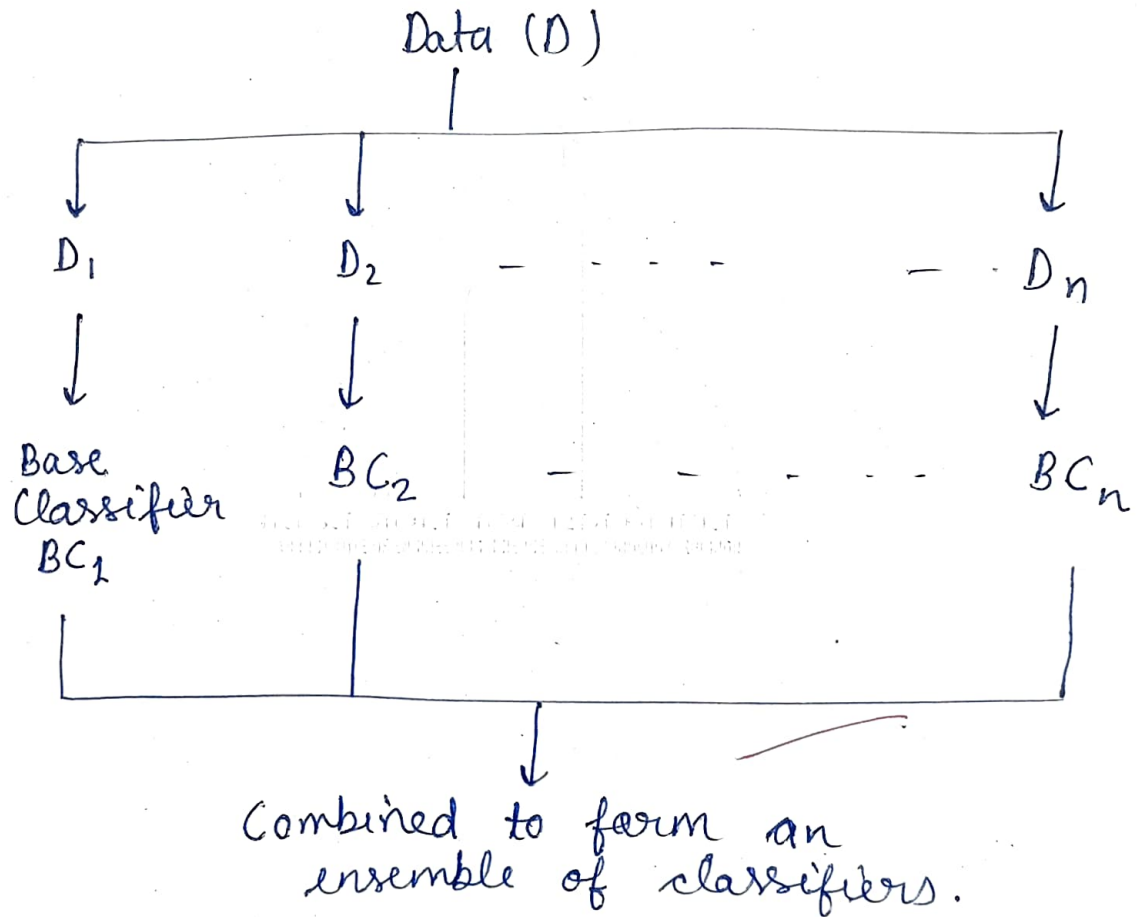 Data (D)
D₁ D₂ - - - - - - Dn
Base
Classifier
BC₁ BC₂ - - - - - BCn
Combined to form an
ensemble of classifiers.